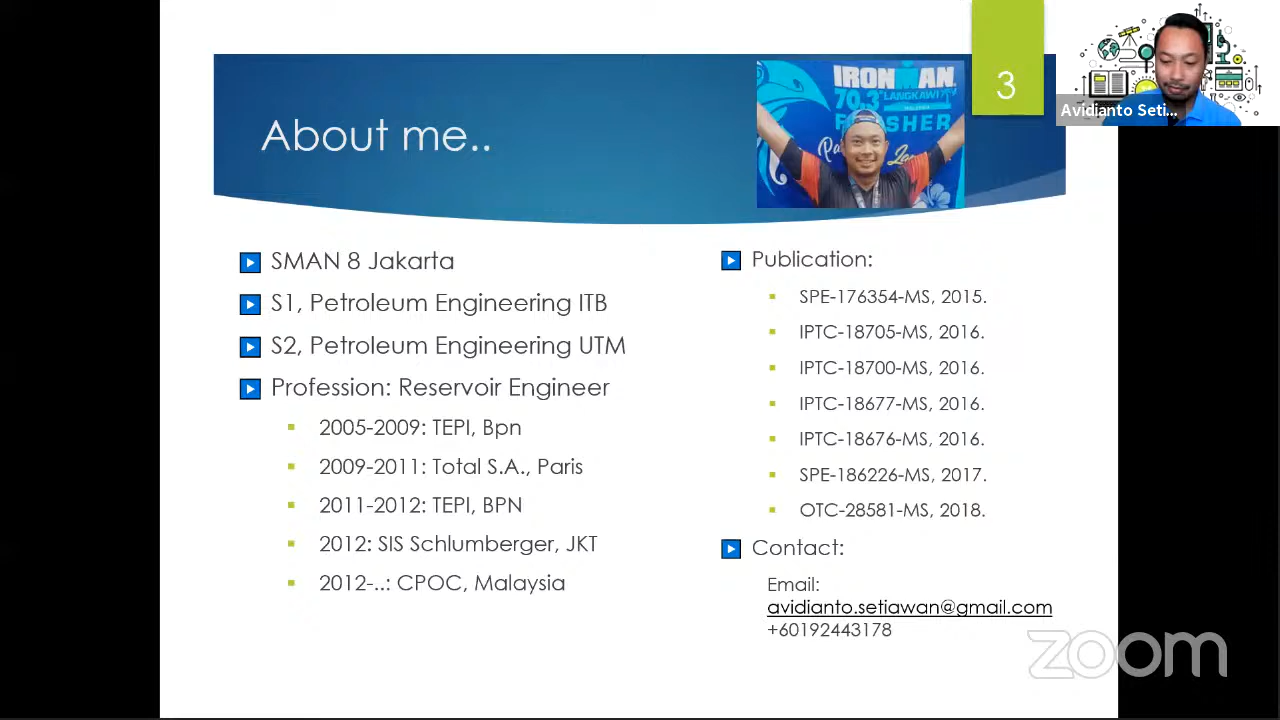 About me..
IRONMAN
70.3 LANGKAWI
MALAYSIA
3
Avidianto Seti...
SMAN 8 Jakarta
S1, Petroleum Engineering ITB
S2, Petroleum Engineering UTM
Profession: Reservoir Engineer
2005-2009: TEPI, Bpn
2009-2011: Total S.A., Paris
2011-2012: TEPI, BPN
2012: SIS Schlumberger, JKT
2012-..: CPOC, Malaysia
Publication:
SPE-176354-MS, 2015.
IPTC-18705-MS, 2016.
IPTC-18700-MS, 2016.
IPTC-18677-MS, 2016.
IPTC-18676-MS, 2016.
SPE-186226-MS, 2017.
OTC-28581-MS, 2018.
Contact:
Email:
avidianto.setiawan@gmail.com
+60192443178
zoom